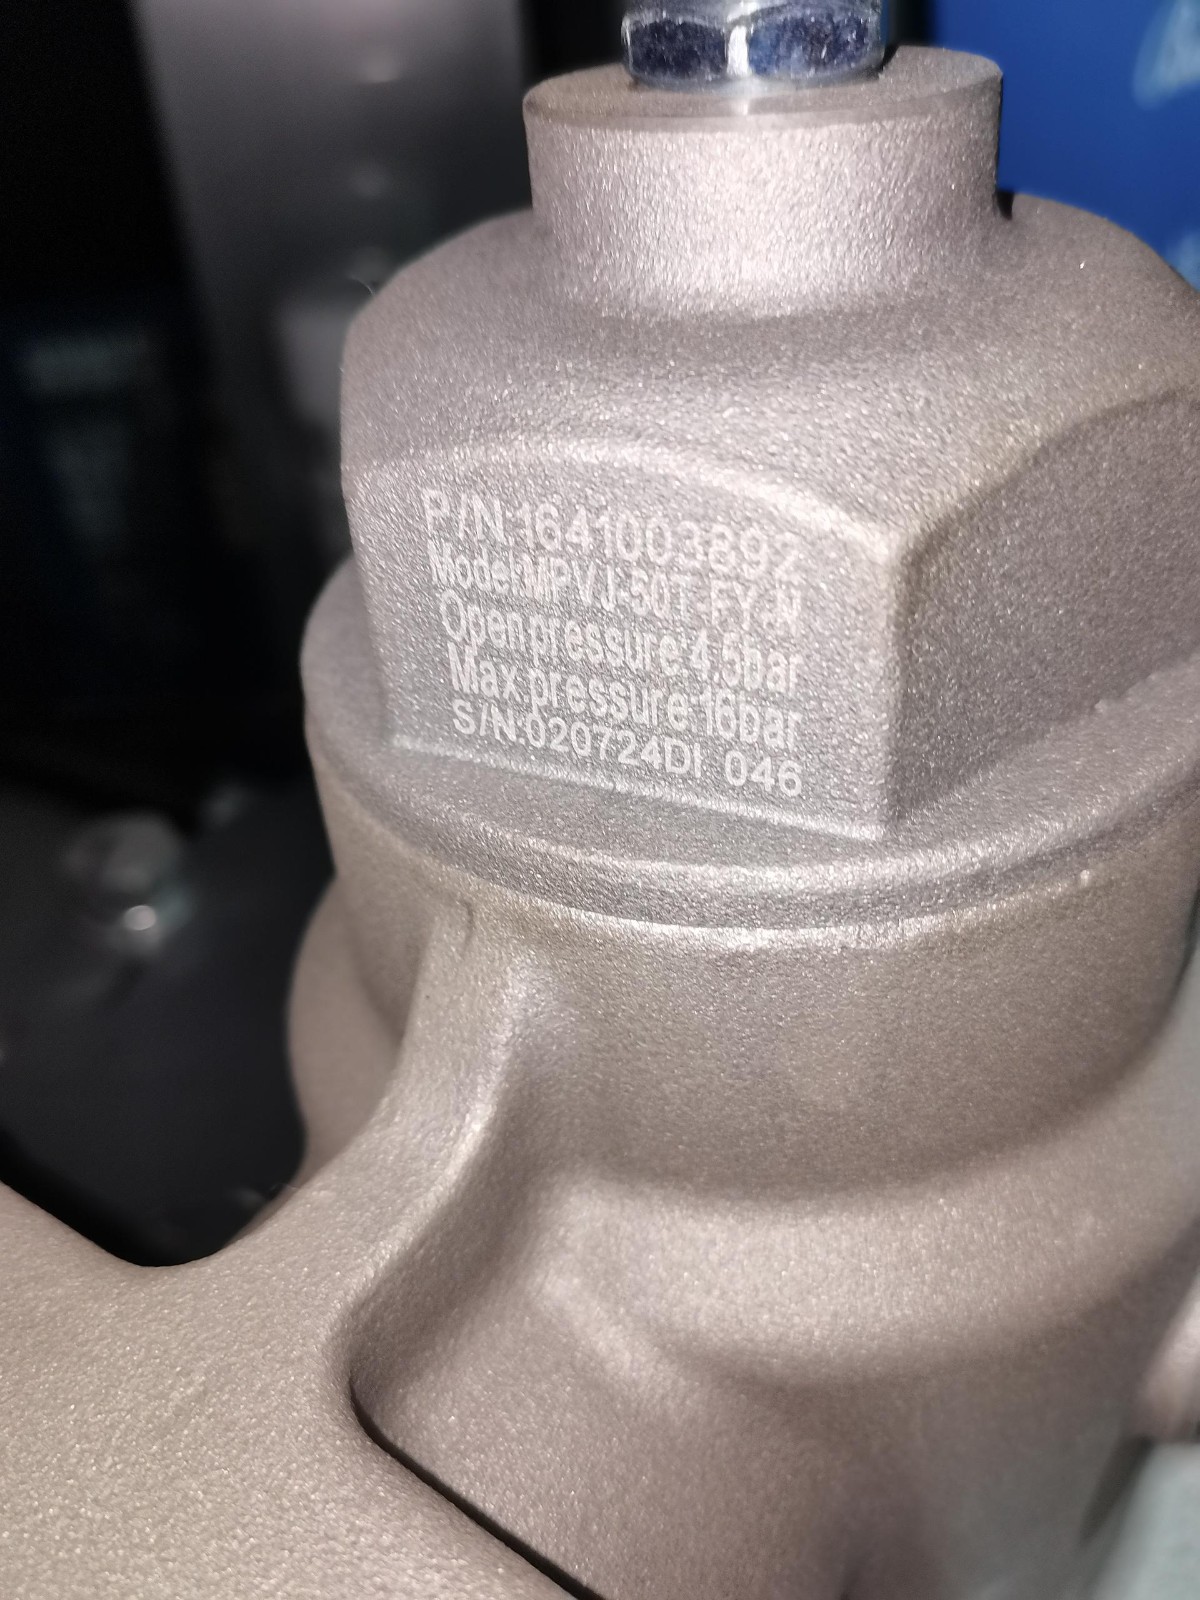 P/N:1641003892
Model:MPVJ-50T-FY-N
Open pressure:4.5bar
Max pressure:16bar
S/N:020724DI 046